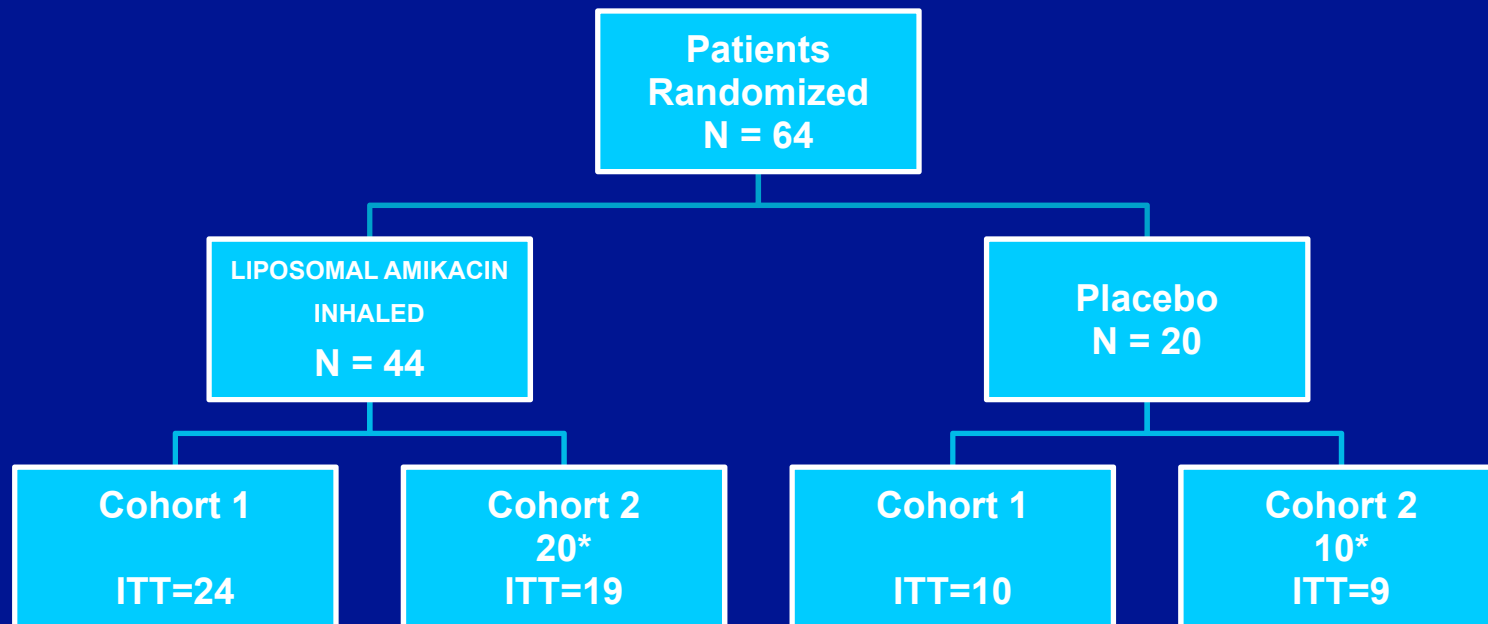 Patients
Randomized
N = 64
LIPOSOMAL AMIKACIN
INHALED
N = 44
Placebo
N = 20
Cohort 1
ITT=24
Cohort 2
20*
ITT=19
Cohort 1
ITT=10
Cohort 2
10*
ITT=9